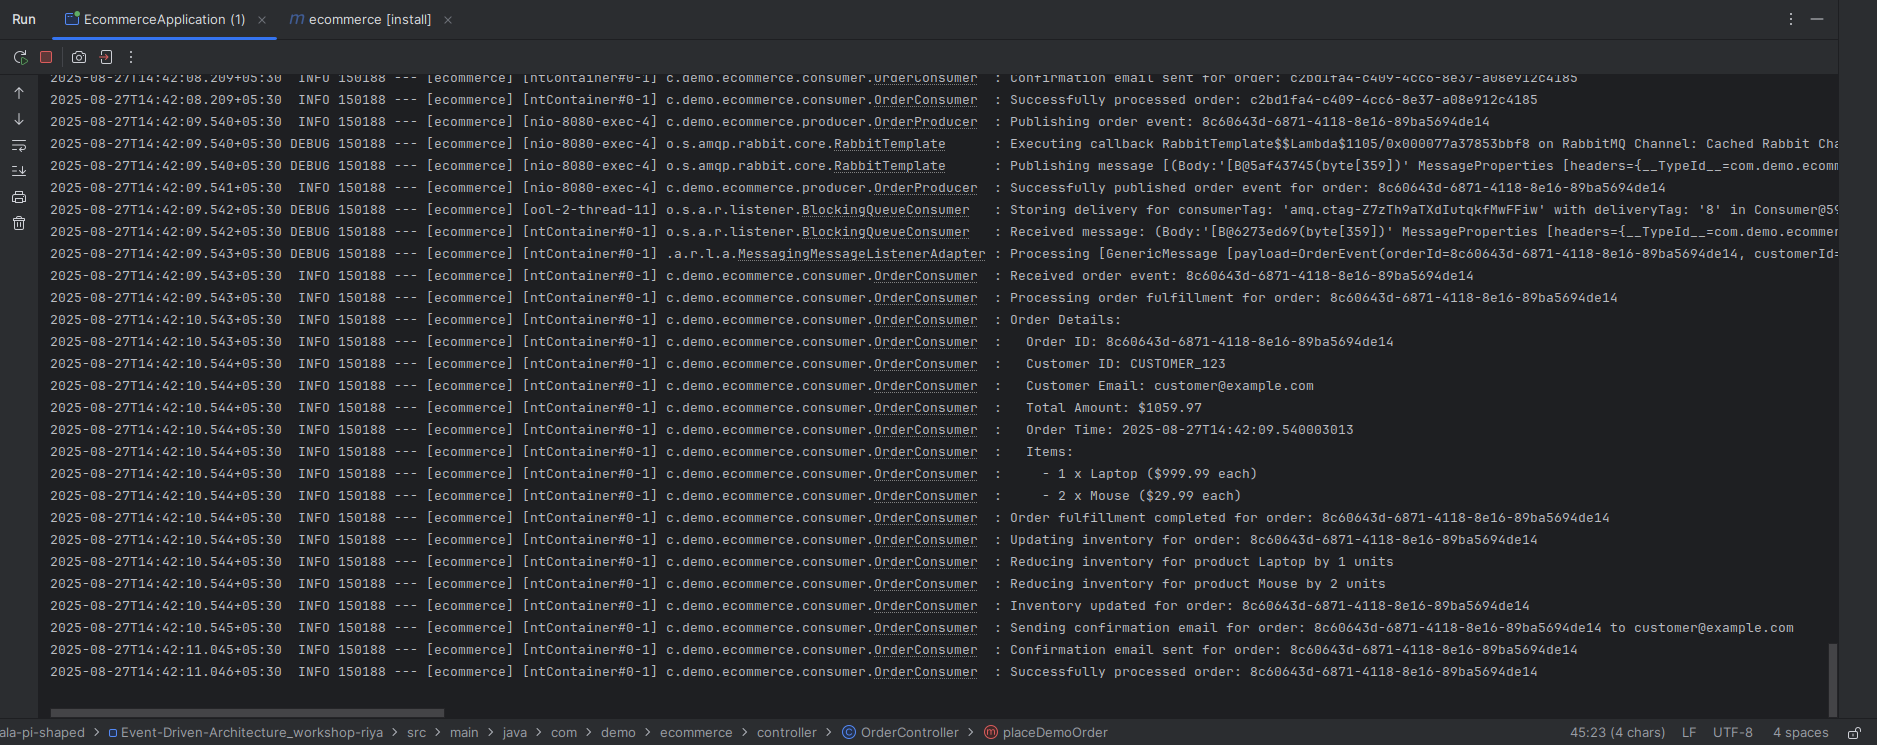 Run EcommerceApplication (1) ecommerce [install]
2025-08-27T14:42:08.209+05:30  INFO 150188 --- [ecommerce] [ntContainer#0-1] c.demo.ecommerce.consumer.OrderConsumer  : Confirmation email sent for order: c2bd1fa4-c409-4cc6-8e37-a08e912c4185
2025-08-27T14:42:08.209+05:30  INFO 150188 --- [ecommerce] [ntContainer#0-1] c.demo.ecommerce.consumer.OrderConsumer  : Successfully processed order: c2bd1fa4-c409-4cc6-8e37-a08e912c4185
2025-08-27T14:42:09.540+05:30  INFO 150188 --- [ecommerce] [nio-8080-exec-4] c.demo.ecommerce.producer.OrderProducer  : Publishing order event: 8c60643d-6871-4118-8e16-89ba5694de14
2025-08-27T14:42:09.540+05:30 DEBUG 150188 --- [ecommerce] [nio-8080-exec-4] o.s.amqp.rabbit.core.RabbitTemplate      : Executing callback RabbitTemplate$$Lambda$1105/0x000077a37853bbf8 on RabbitMQ Channel: Cached Rabbit Cha
2025-08-27T14:42:09.540+05:30 DEBUG 150188 --- [ecommerce] [nio-8080-exec-4] o.s.amqp.rabbit.core.RabbitTemplate      : Publishing message [(Body:'[B@5af43745(byte[359])' MessageProperties [headers={__TypeId__=com.demo.ecomm
2025-08-27T14:42:09.541+05:30  INFO 150188 --- [ecommerce] [nio-8080-exec-4] c.demo.ecommerce.producer.OrderProducer  : Successfully published order event for order: 8c60643d-6871-4118-8e16-89ba5694de14
2025-08-27T14:42:09.542+05:30 DEBUG 150188 --- [ecommerce] [ool-2-thread-11] o.s.a.r.listener.BlockingQueueConsumer   : Storing delivery for consumerTag: 'amq.ctag-Z7zTh9aTXdIutqkfMwFFiw' with deliveryTag: '8' in Consumer@59
2025-08-27T14:42:09.542+05:30 DEBUG 150188 --- [ecommerce] [ntContainer#0-1] o.s.a.r.listener.BlockingQueueConsumer   : Received message: (Body:'[B@6273ed69(byte[359])' MessageProperties [headers={__TypeId__=com.demo.ecommer
2025-08-27T14:42:09.543+05:30 DEBUG 150188 --- [ecommerce] [ntContainer#0-1] .a.r.l.a.MessagingMessageListenerAdapter : Processing [GenericMessage [payload=OrderEvent(orderId=8c60643d-6871-4118-8e16-89ba5694de14, customerId=
2025-08-27T14:42:09.543+05:30  INFO 150188 --- [ecommerce] [ntContainer#0-1] c.demo.ecommerce.consumer.OrderConsumer  : Received order event: 8c60643d-6871-4118-8e16-89ba5694de14
2025-08-27T14:42:09.543+05:30  INFO 150188 --- [ecommerce] [ntContainer#0-1] c.demo.ecommerce.consumer.OrderConsumer  : Processing order fulfillment for order: 8c60643d-6871-4118-8e16-89ba5694de14
2025-08-27T14:42:10.543+05:30  INFO 150188 --- [ecommerce] [ntContainer#0-1] c.demo.ecommerce.consumer.OrderConsumer  : Order Details:
2025-08-27T14:42:10.543+05:30  INFO 150188 --- [ecommerce] [ntContainer#0-1] c.demo.ecommerce.consumer.OrderConsumer  :   Order ID: 8c60643d-6871-4118-8e16-89ba5694de14
2025-08-27T14:42:10.544+05:30  INFO 150188 --- [ecommerce] [ntContainer#0-1] c.demo.ecommerce.consumer.OrderConsumer  :   Customer ID: CUSTOMER_123
2025-08-27T14:42:10.544+05:30  INFO 150188 --- [ecommerce] [ntContainer#0-1] c.demo.ecommerce.consumer.OrderConsumer  :   Customer Email: customer@example.com
2025-08-27T14:42:10.544+05:30  INFO 150188 --- [ecommerce] [ntContainer#0-1] c.demo.ecommerce.consumer.OrderConsumer  :   Total Amount: $1059.97
2025-08-27T14:42:10.544+05:30  INFO 150188 --- [ecommerce] [ntContainer#0-1] c.demo.ecommerce.consumer.OrderConsumer  :   Order Time: 2025-08-27T14:42:09.540003013
2025-08-27T14:42:10.544+05:30  INFO 150188 --- [ecommerce] [ntContainer#0-1] c.demo.ecommerce.consumer.OrderConsumer  :   Items:
2025-08-27T14:42:10.544+05:30  INFO 150188 --- [ecommerce] [ntContainer#0-1] c.demo.ecommerce.consumer.OrderConsumer  :     - 1 x Laptop ($999.99 each)
2025-08-27T14:42:10.544+05:30  INFO 150188 --- [ecommerce] [ntContainer#0-1] c.demo.ecommerce.consumer.OrderConsumer  :     - 2 x Mouse ($29.99 each)
2025-08-27T14:42:10.544+05:30  INFO 150188 --- [ecommerce] [ntContainer#0-1] c.demo.ecommerce.consumer.OrderConsumer  : Order fulfillment completed for order: 8c60643d-6871-4118-8e16-89ba5694de14
2025-08-27T14:42:10.544+05:30  INFO 150188 --- [ecommerce] [ntContainer#0-1] c.demo.ecommerce.consumer.OrderConsumer  : Updating inventory for order: 8c60643d-6871-4118-8e16-89ba5694de14
2025-08-27T14:42:10.544+05:30  INFO 150188 --- [ecommerce] [ntContainer#0-1] c.demo.ecommerce.consumer.OrderConsumer  : Reducing inventory for product Laptop by 1 units
2025-08-27T14:42:10.544+05:30  INFO 150188 --- [ecommerce] [ntContainer#0-1] c.demo.ecommerce.consumer.OrderConsumer  : Reducing inventory for product Mouse by 2 units
2025-08-27T14:42:10.544+05:30  INFO 150188 --- [ecommerce] [ntContainer#0-1] c.demo.ecommerce.consumer.OrderConsumer  : Inventory updated for order: 8c60643d-6871-4118-8e16-89ba5694de14
2025-08-27T14:42:10.545+05:30  INFO 150188 --- [ecommerce] [ntContainer#0-1] c.demo.ecommerce.consumer.OrderConsumer  : Sending confirmation email for order: 8c60643d-6871-4118-8e16-89ba5694de14 to customer@example.com
2025-08-27T14:42:11.045+05:30  INFO 150188 --- [ecommerce] [ntContainer#0-1] c.demo.ecommerce.consumer.OrderConsumer  : Confirmation email sent for order: 8c60643d-6871-4118-8e16-89ba5694de14
2025-08-27T14:42:11.046+05:30  INFO 150188 --- [ecommerce] [ntContainer#0-1] c.demo.ecommerce.consumer.OrderConsumer  : Successfully processed order: 8c60643d-6871-4118-8e16-89ba5694de14
ala-pi-shaped > Event-Driven-Architecture_workshop-riya > src > main > java > com > demo > ecommerce > controller > OrderController > placeDemoOrder 45:23 (4 chars) LF UTF-8 4 spaces